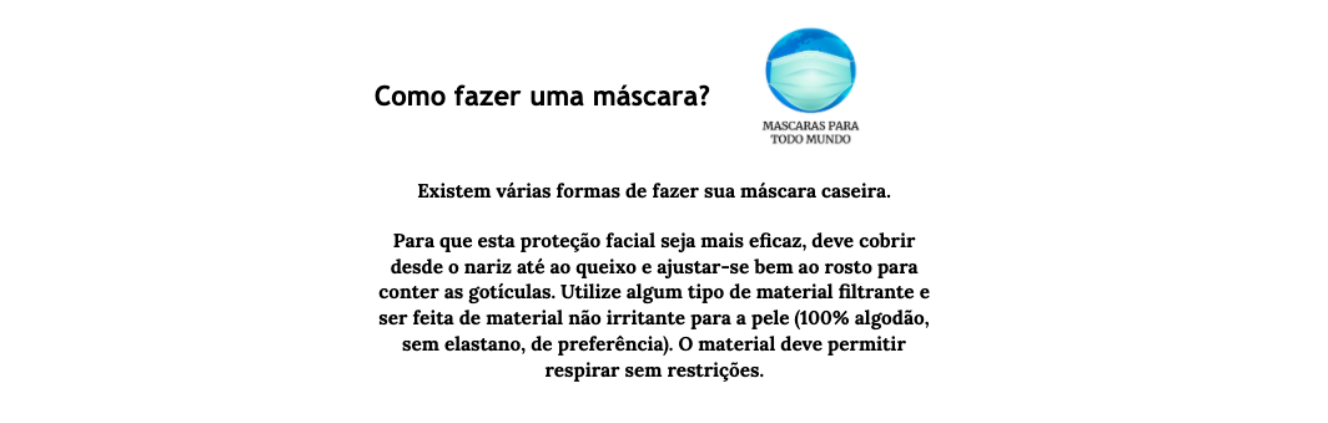 Como fazer uma máscara?
MASCARAS PARA
TODO MUNDO
Existem várias formas de fazer sua máscara caseira.
Para que esta proteção facial seja mais eficaz, deve cobrir
desde o nariz até ao queixo e ajustar-se bem ao rosto para
conter as gotículas. Utilize algum tipo de material filtrante e
ser feita de material não irritante para a pele (100% algodão,
sem elastano, de preferência). O material deve permitir
respirar sem restrições.